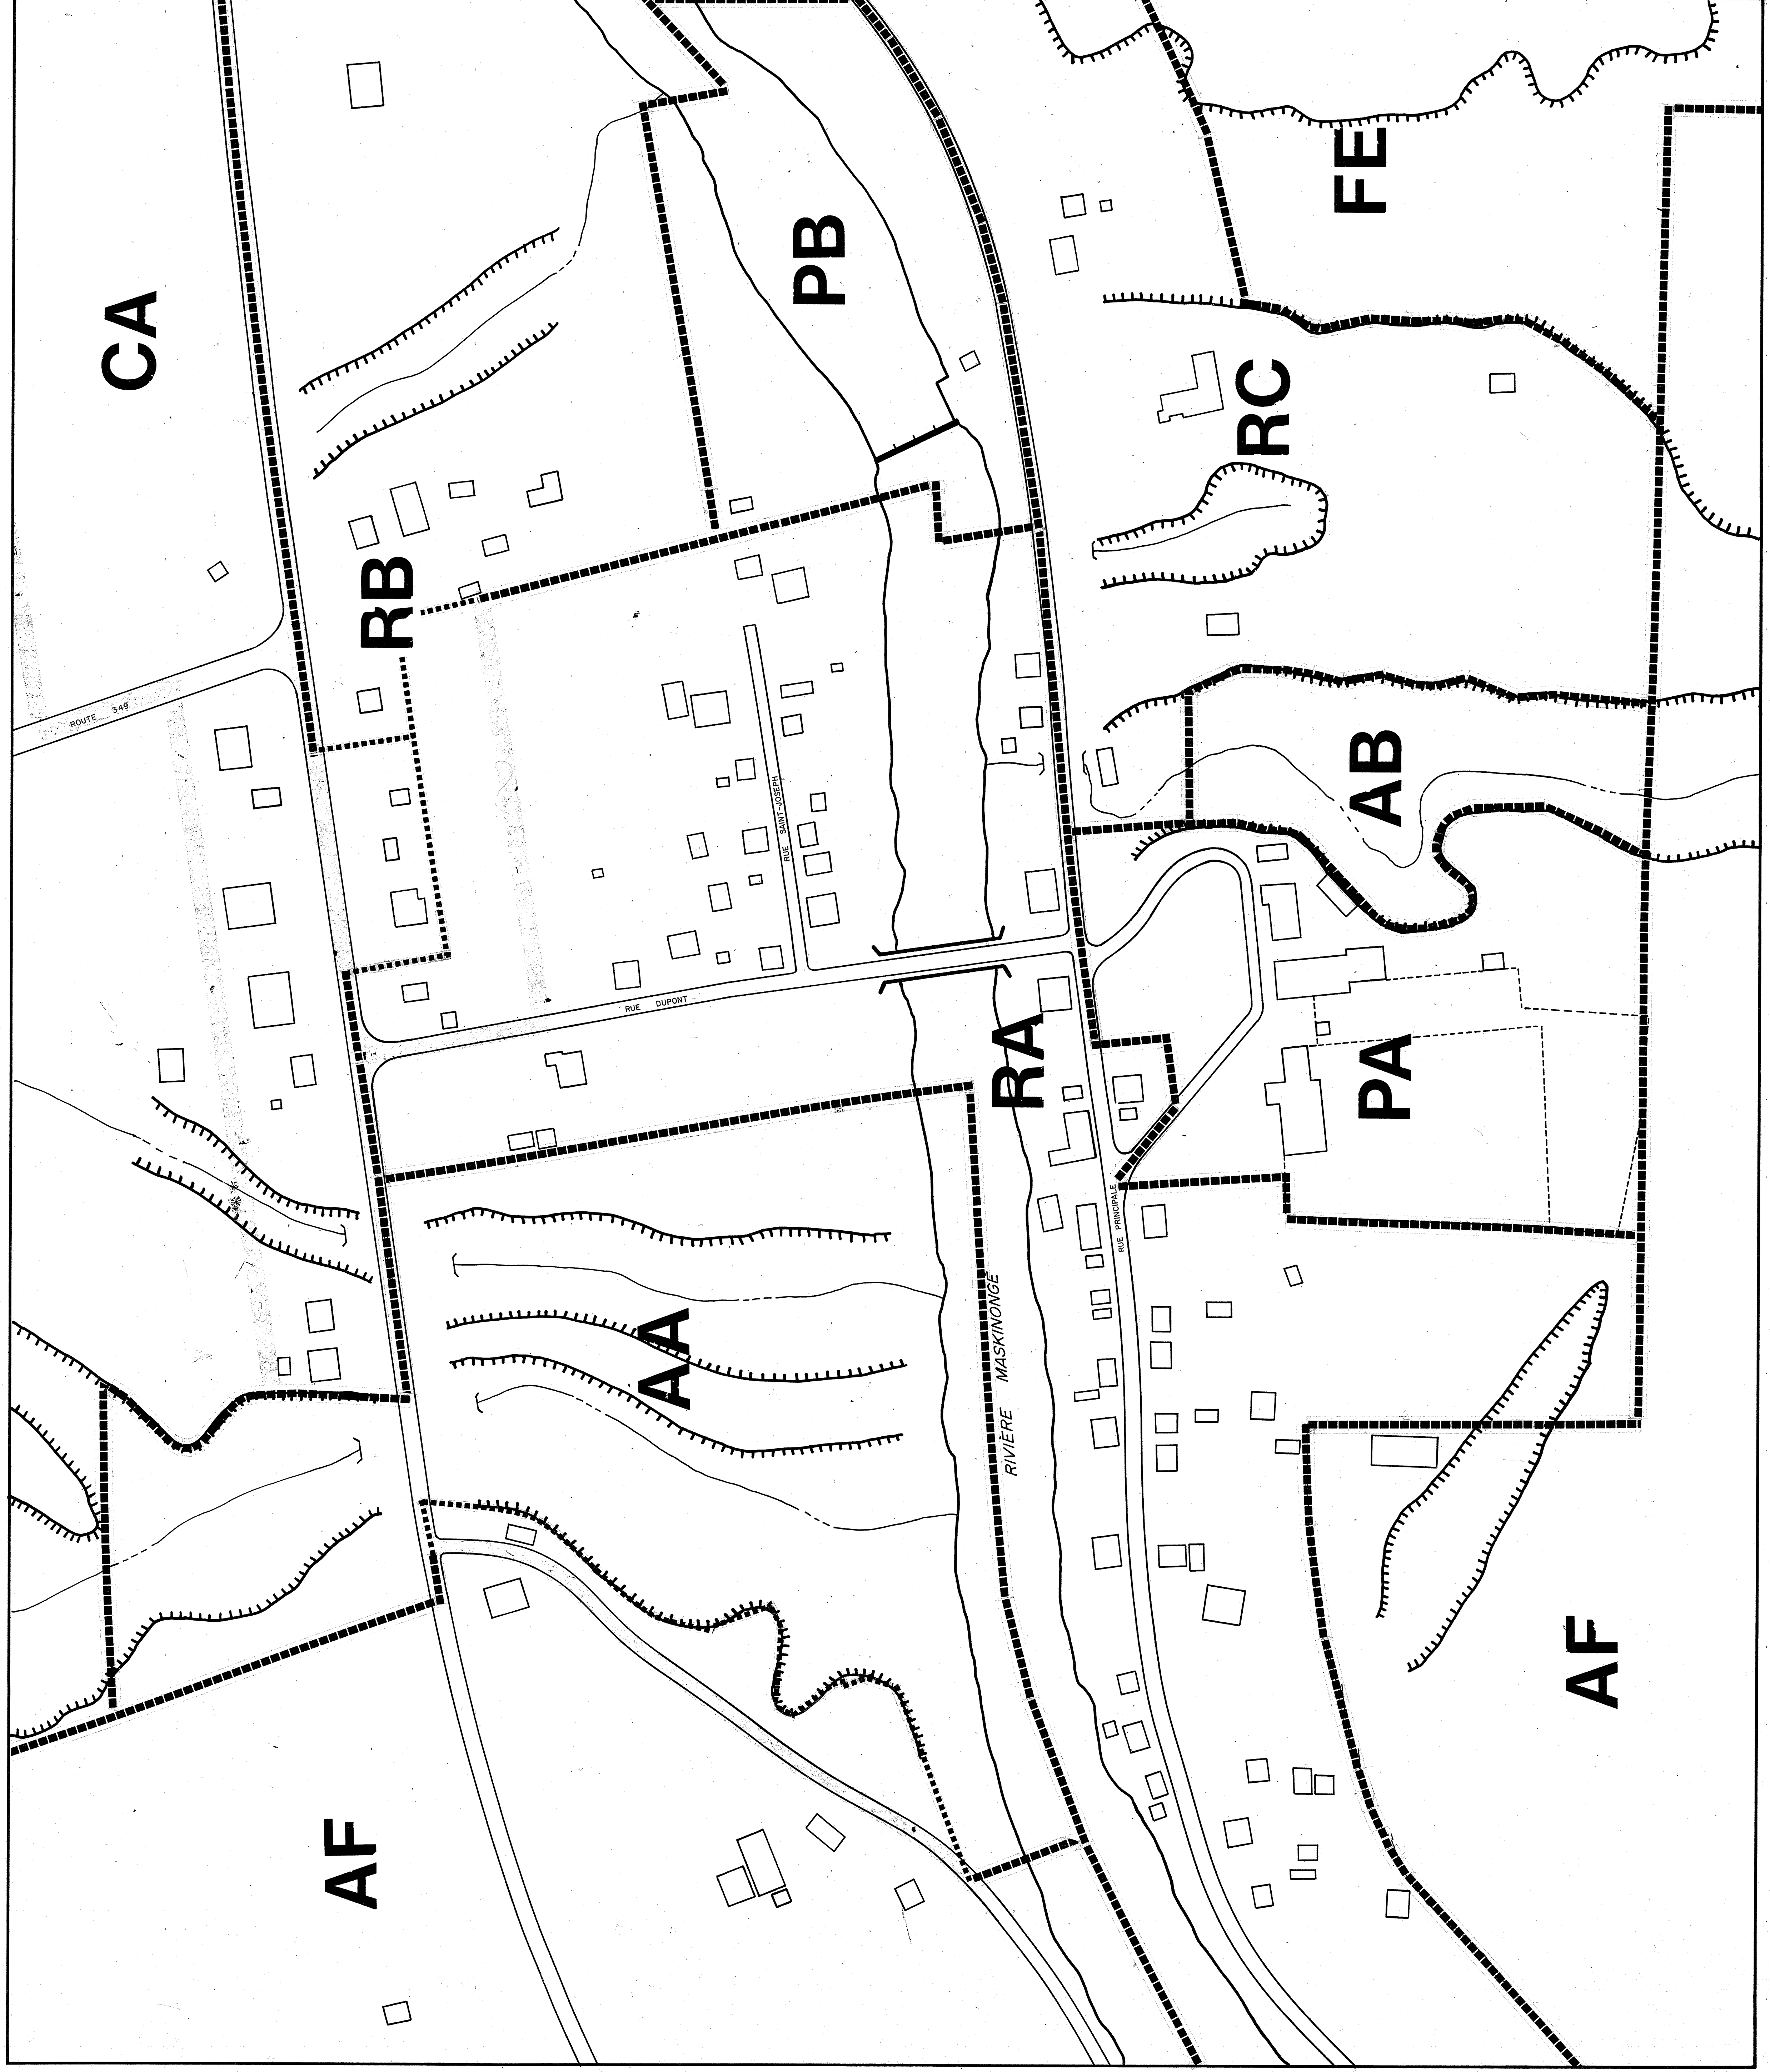 CA
PB
FE
RC
RB
ROUTE 349
AB
RUE SAINT-JOSEPH
RUE DUPONT
RA
PA
RUE PRINCIPALE
AA
RIVIÈRE MASKINONGÉ
AF
AF